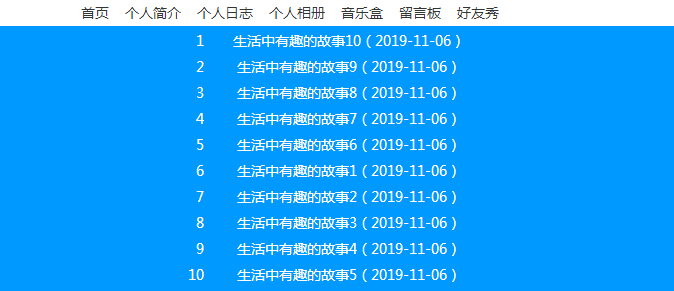 首页 个人简介 个人日志 个人相册 音乐盒 留言板 好友秀
1 生活中有趣的故事10（2019-11-06）
2 生活中有趣的故事9（2019-11-06）
3 生活中有趣的故事8（2019-11-06）
4 生活中有趣的故事7（2019-11-06）
5 生活中有趣的故事6（2019-11-06）
6 生活中有趣的故事1（2019-11-06）
7 生活中有趣的故事2（2019-11-06）
8 生活中有趣的故事3（2019-11-06）
9 生活中有趣的故事4（2019-11-06）
10 生活中有趣的故事5（2019-11-06）